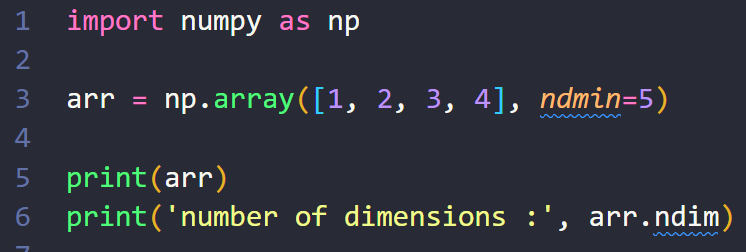 1 import numpy as np
2
3 arr = np.array([1, 2, 3, 4], ndmin=5)
4
5 print(arr)
6 print('number of dimensions :', arr.ndim)